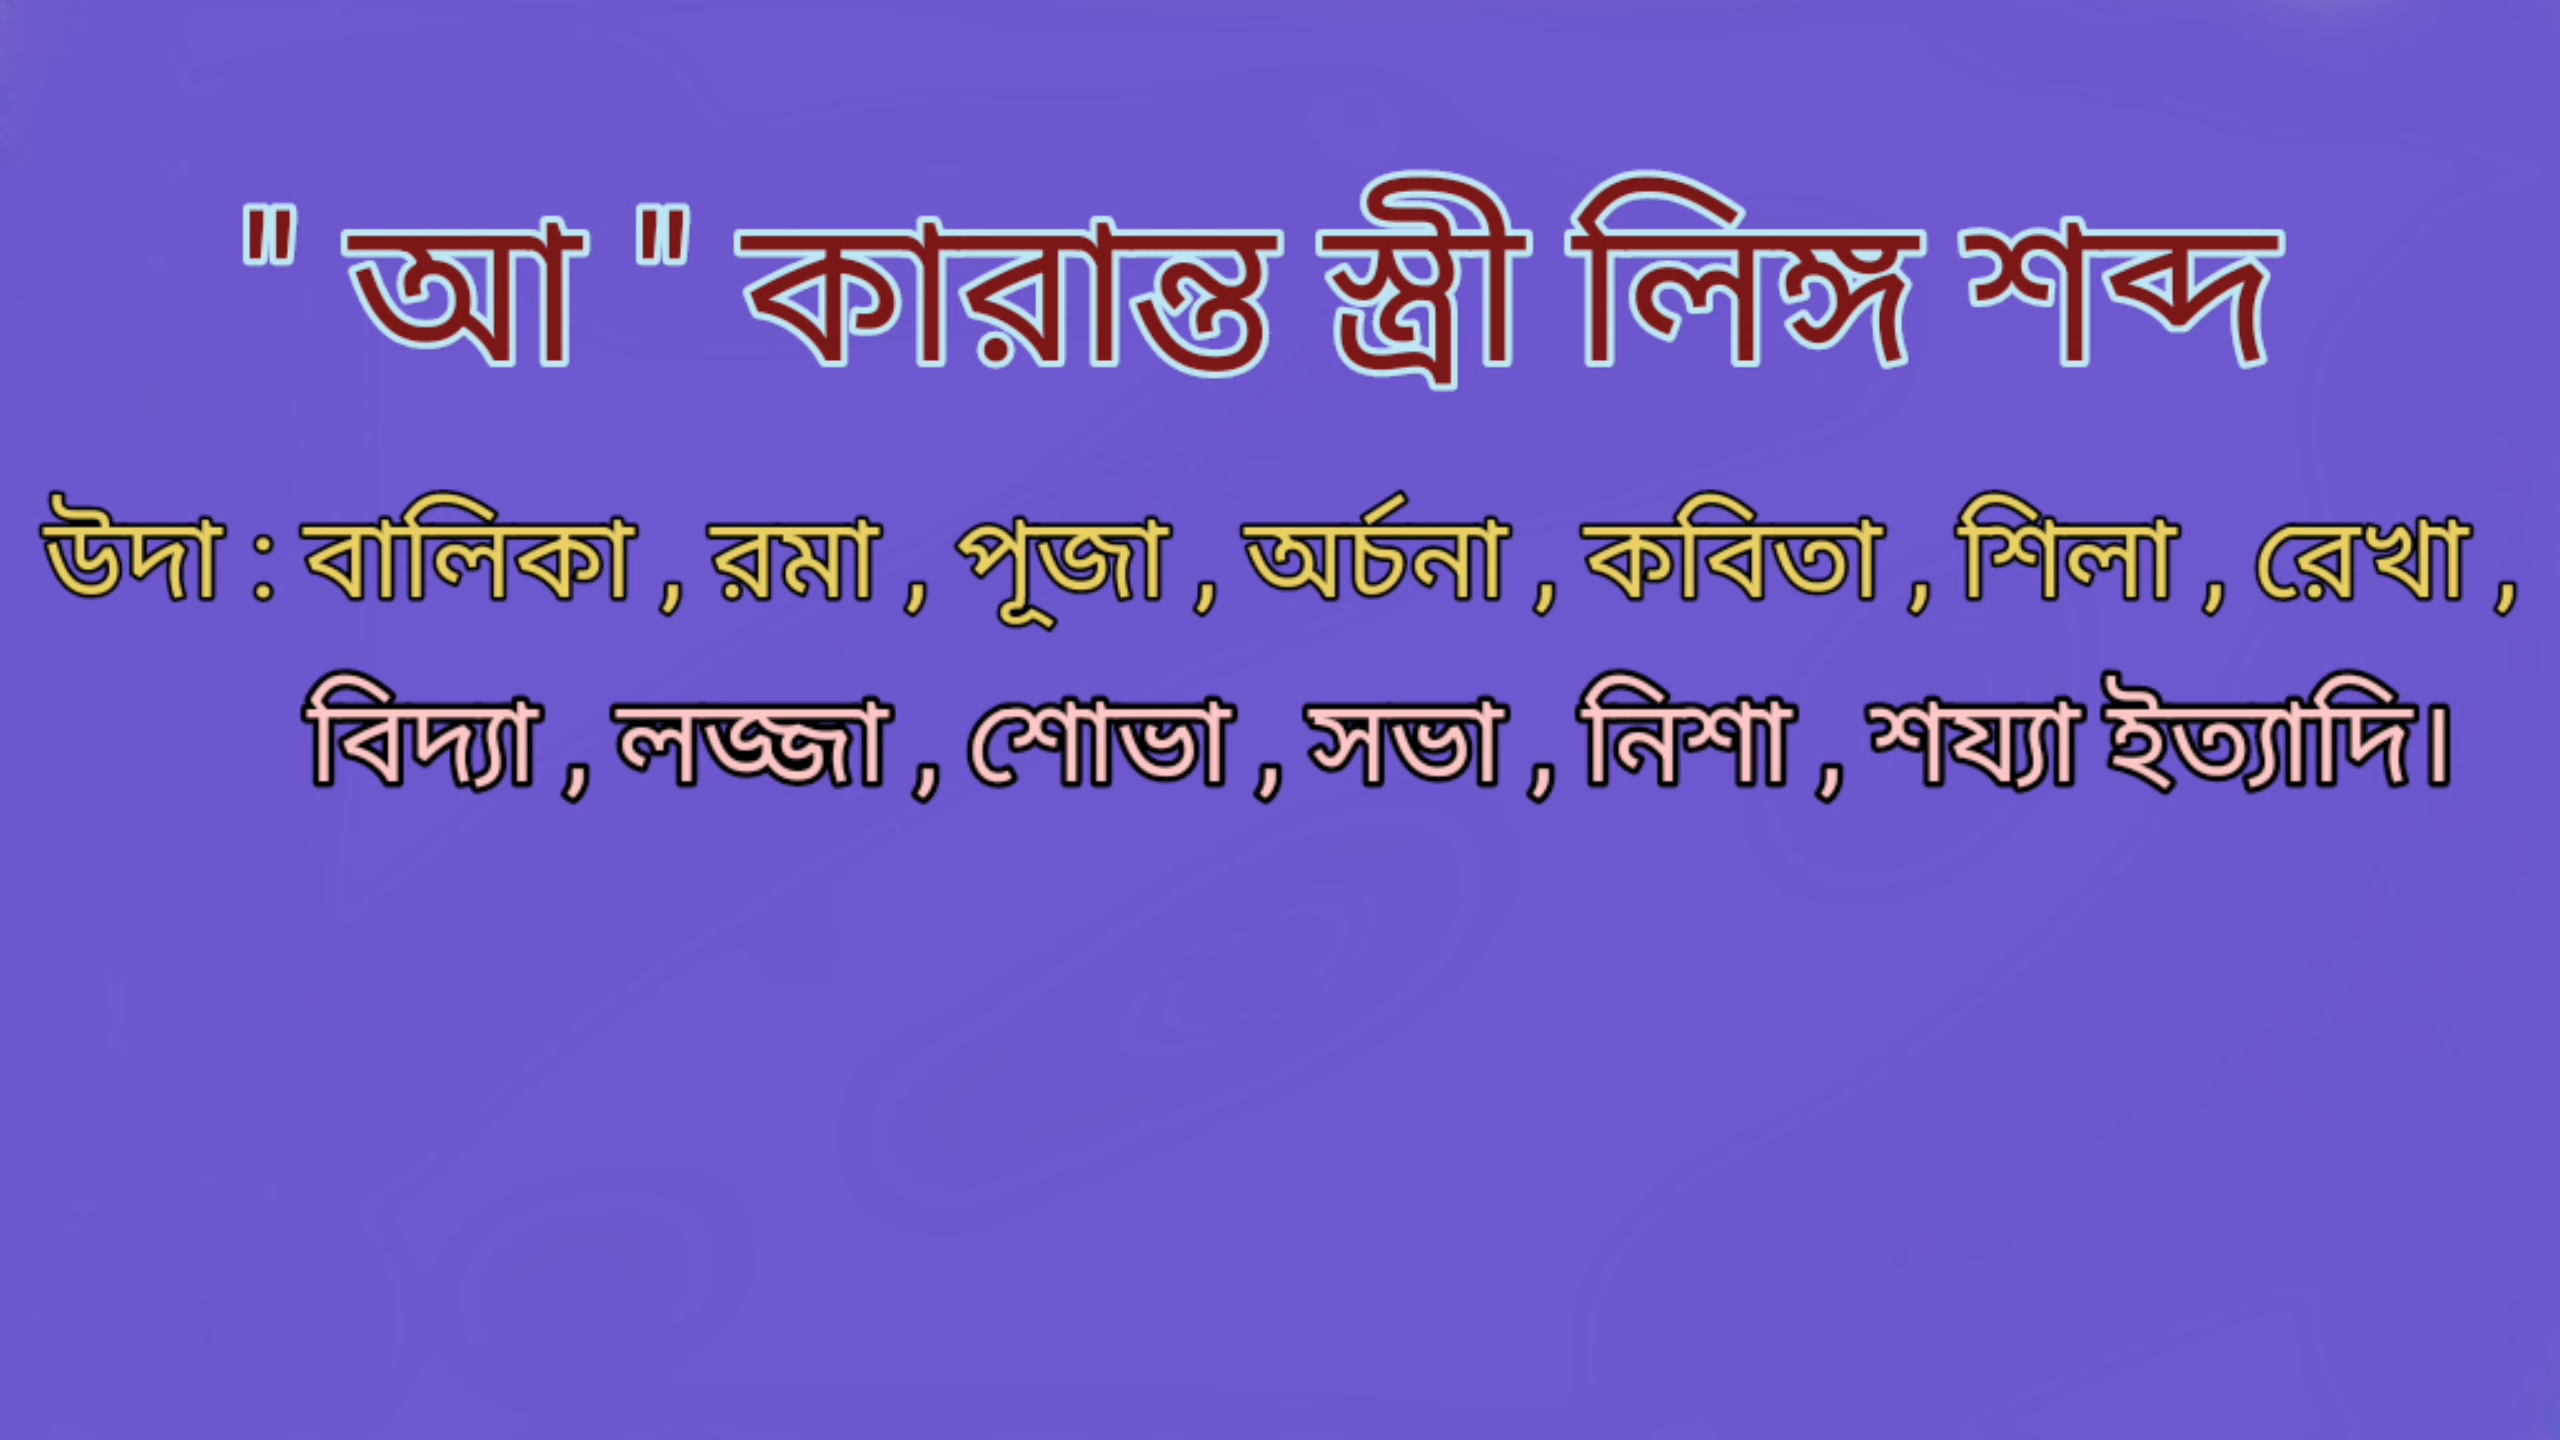 " আ " কারান্ত স্ত্রী লিঙ্গ শব্দ
উদা : বালিকা , রমা , পূজা , অর্চনা , কবিতা , শিলা , রেখা ,
বিদ্যা , লজ্জা , শোভা , সভা , নিশা , শয্যা ইত্যাদি।